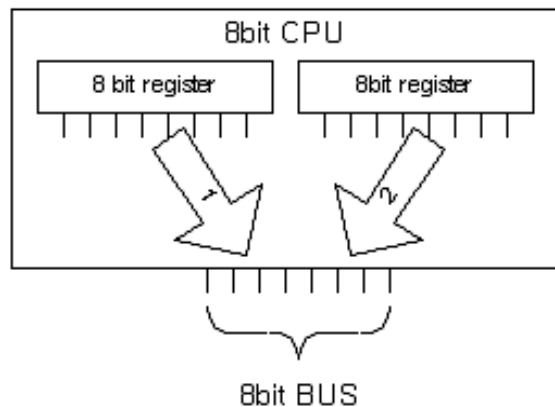 8bit CPU
8 bit register
8bit register
1
2
8bit BUS